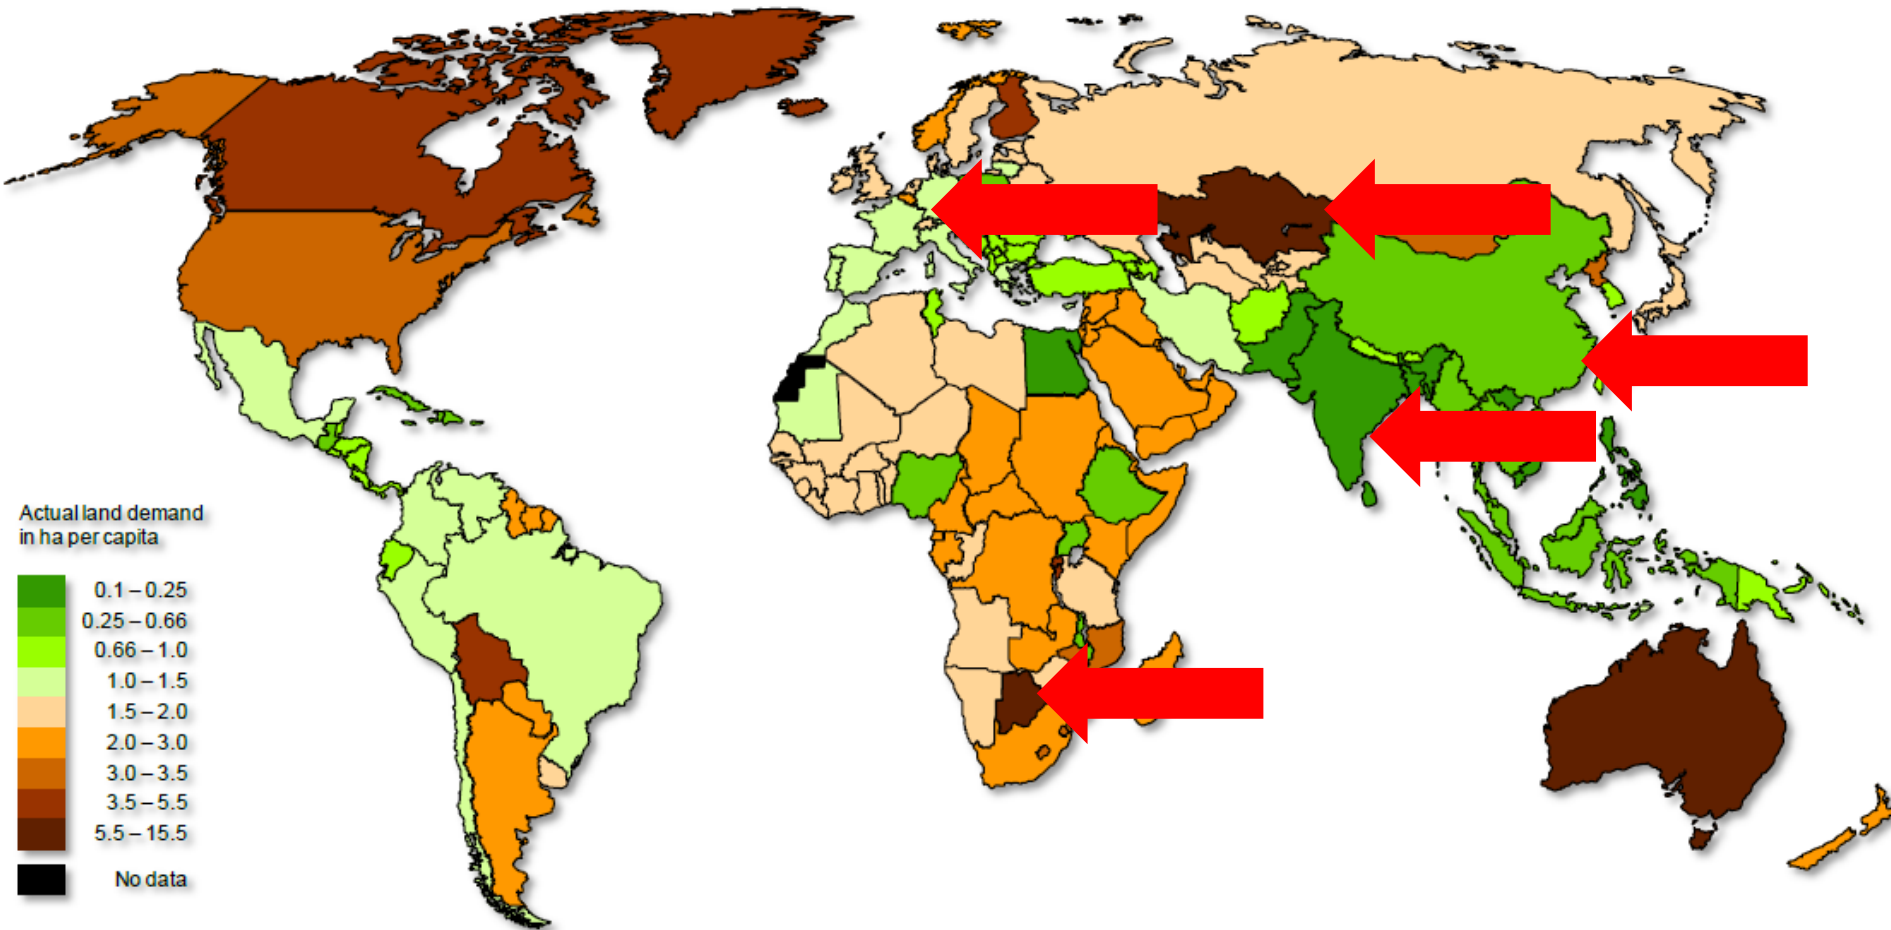 Actual land demand
in ha per capita
0.1 – 0.25
0.25 – 0.66
0.66 – 1.0
1.0 – 1.5
1.5 – 2.0
2.0 – 3.0
3.0 – 3.5
3.5 – 5.5
5.5 – 15.5
No data